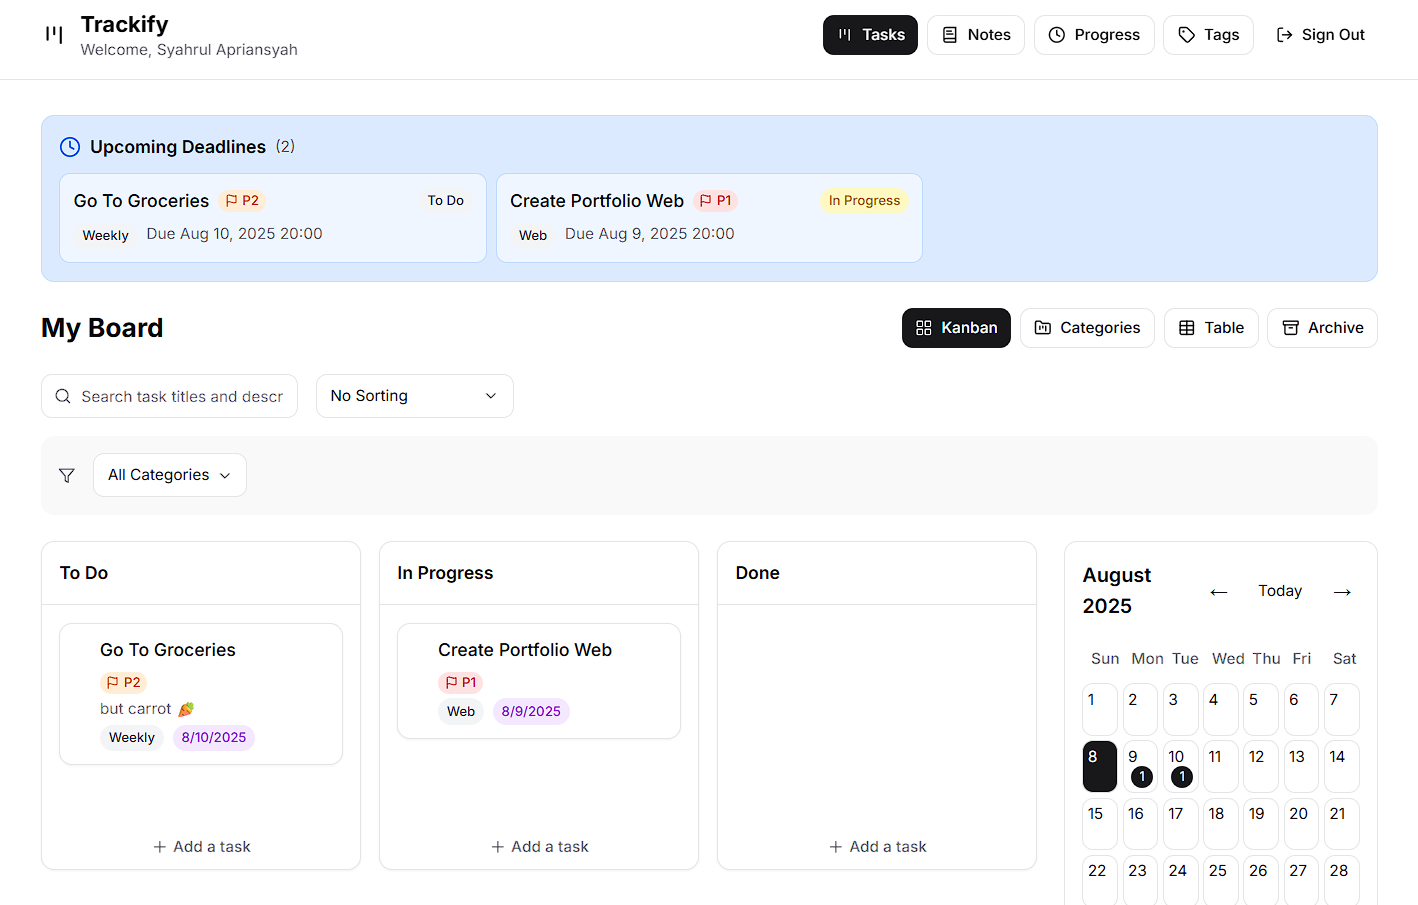 Trackify
Welcome, Syahrul Apriansyah
Tasks
Notes
Progress
Tags
Sign Out
Upcoming Deadlines (2)
Go To Groceries P2 To Do
Weekly Due Aug 10, 2025 20:00
Create Portfolio Web P1 In Progress
Web Due Aug 9, 2025 20:00
My Board
Kanban
Categories
Table
Archive
Search task titles and descr
No Sorting
All Categories
To Do
Go To Groceries
P2
but carrot 🥕
Weekly 8/10/2025
+ Add a task
In Progress
Create Portfolio Web
P1
Web 8/9/2025
+ Add a task
Done
+ Add a task
August
2025
← Today →
Sun Mon Tue Wed Thu Fri Sat
1 2 3 4 5 6 7
8 9 10 11 12 13 14
1 1
15 16 17 18 19 20 21
22 23 24 25 26 27 28